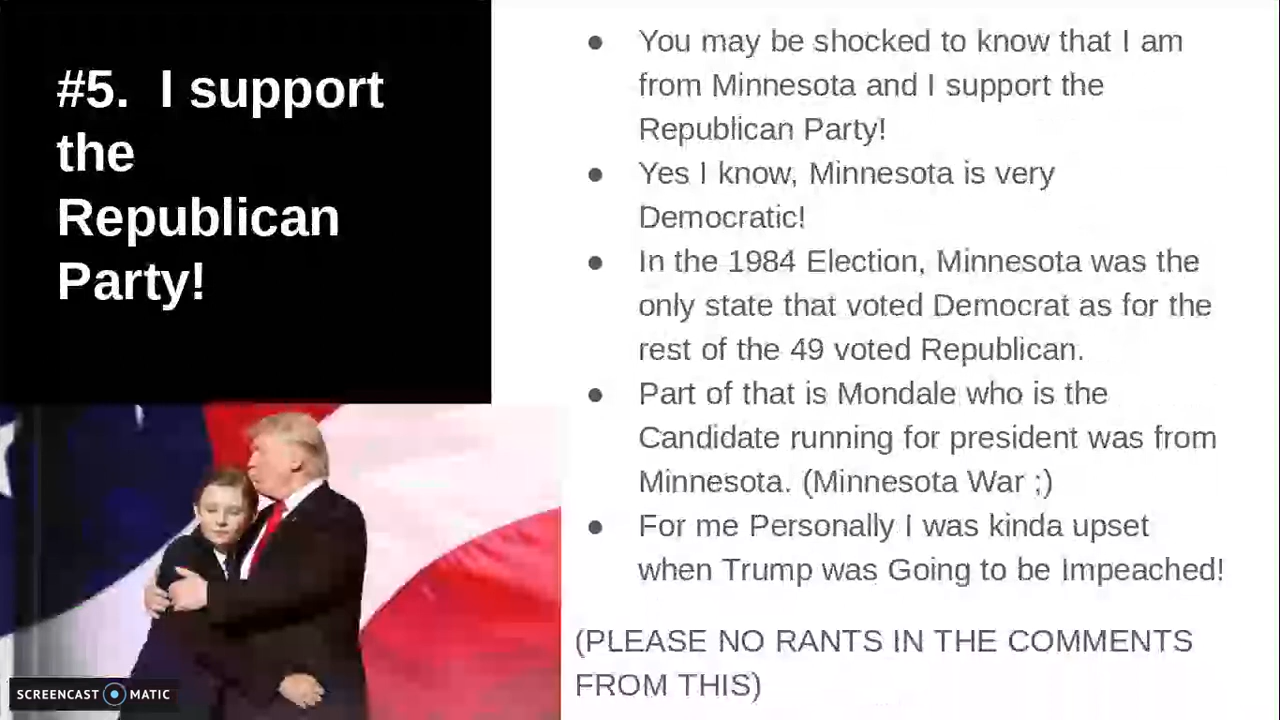 #5.  I support
the
Republican
Party!
● You may be shocked to know that I am
from Minnesota and I support the
Republican Party!
● Yes I know, Minnesota is very
Democratic!
● In the 1984 Election, Minnesota was the
only state that voted Democrat as for the
rest of the 49 voted Republican.
● Part of that is Mondale who is the
Candidate running for president was from
Minnesota. (Minnesota War ;)
● For me Personally I was kinda upset
when Trump was Going to be Impeached!
(PLEASE NO RANTS IN THE COMMENTS
FROM THIS)
SCREENCAST MATIC